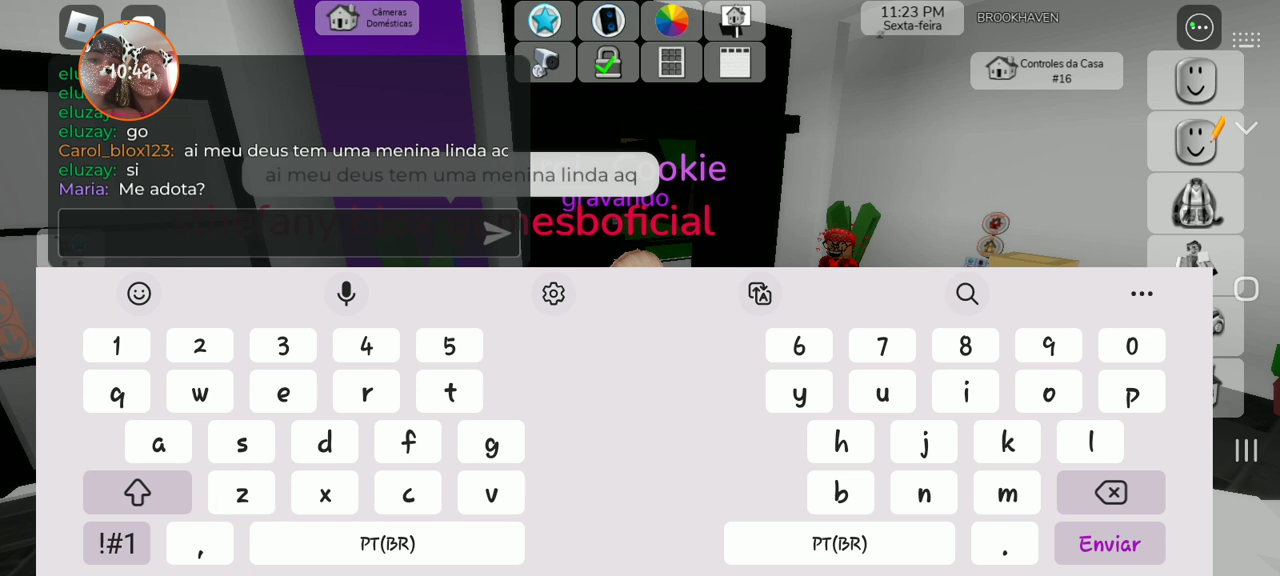 Câmeras
Domésticas
11:23 PM
Sexta-feira
BROOKHAVEN
Controles da Casa
#16
10:49
eluzay: go
Carol_blox123: ai meu deus tem uma menina linda aq
eluzay: si
Maria: Me adota?
ai meu deus tem uma menina linda aq
gravando
1 2 3 4 5 6 7 8 9 0
q w e r t y u i o p
a s d f g h j k l
z x c v b n m
!#1 , PT(BR) PT(BR) . Enviar